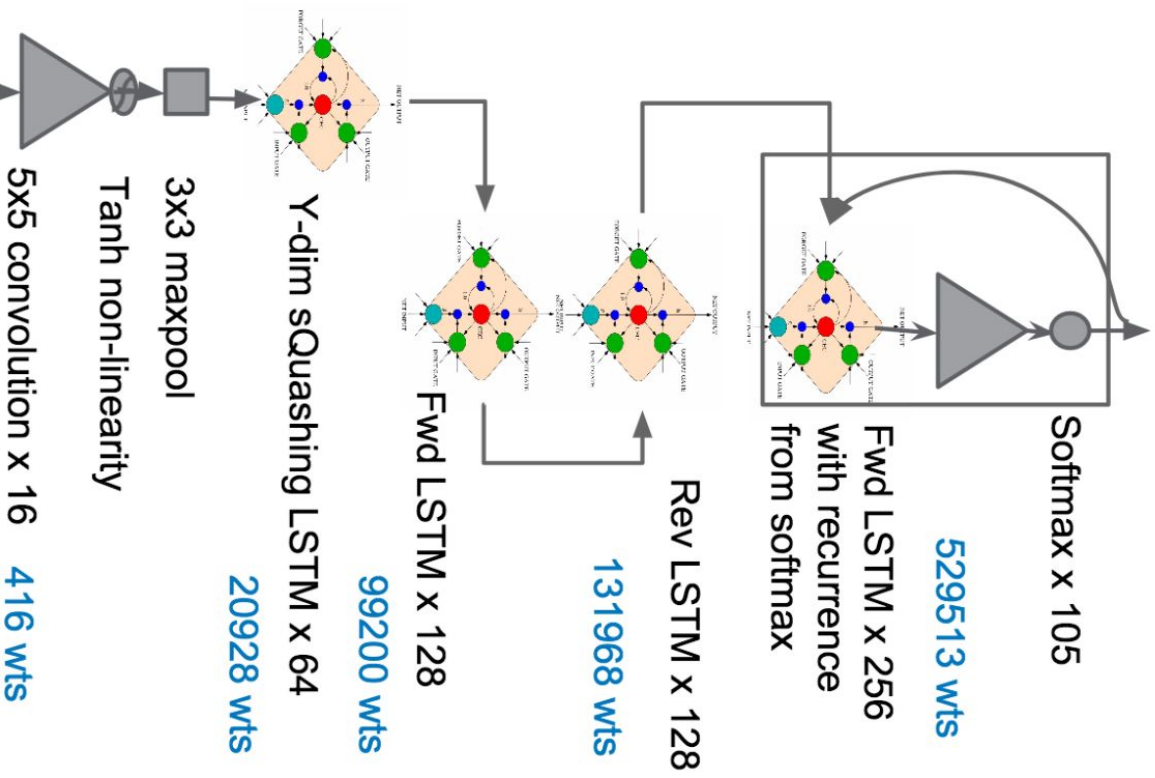 Softmax x 105
529513 wts
Fwd LSTM x 256
with recurrence
from softmax
Rev LSTM x 128
131968 wts
Fwd LSTM x 128
99200 wts
Y-dim sQuashing LSTM x 64
20928 wts
3x3 maxpool
Tanh non-linearity
5x5 convolution x 16 416 wts